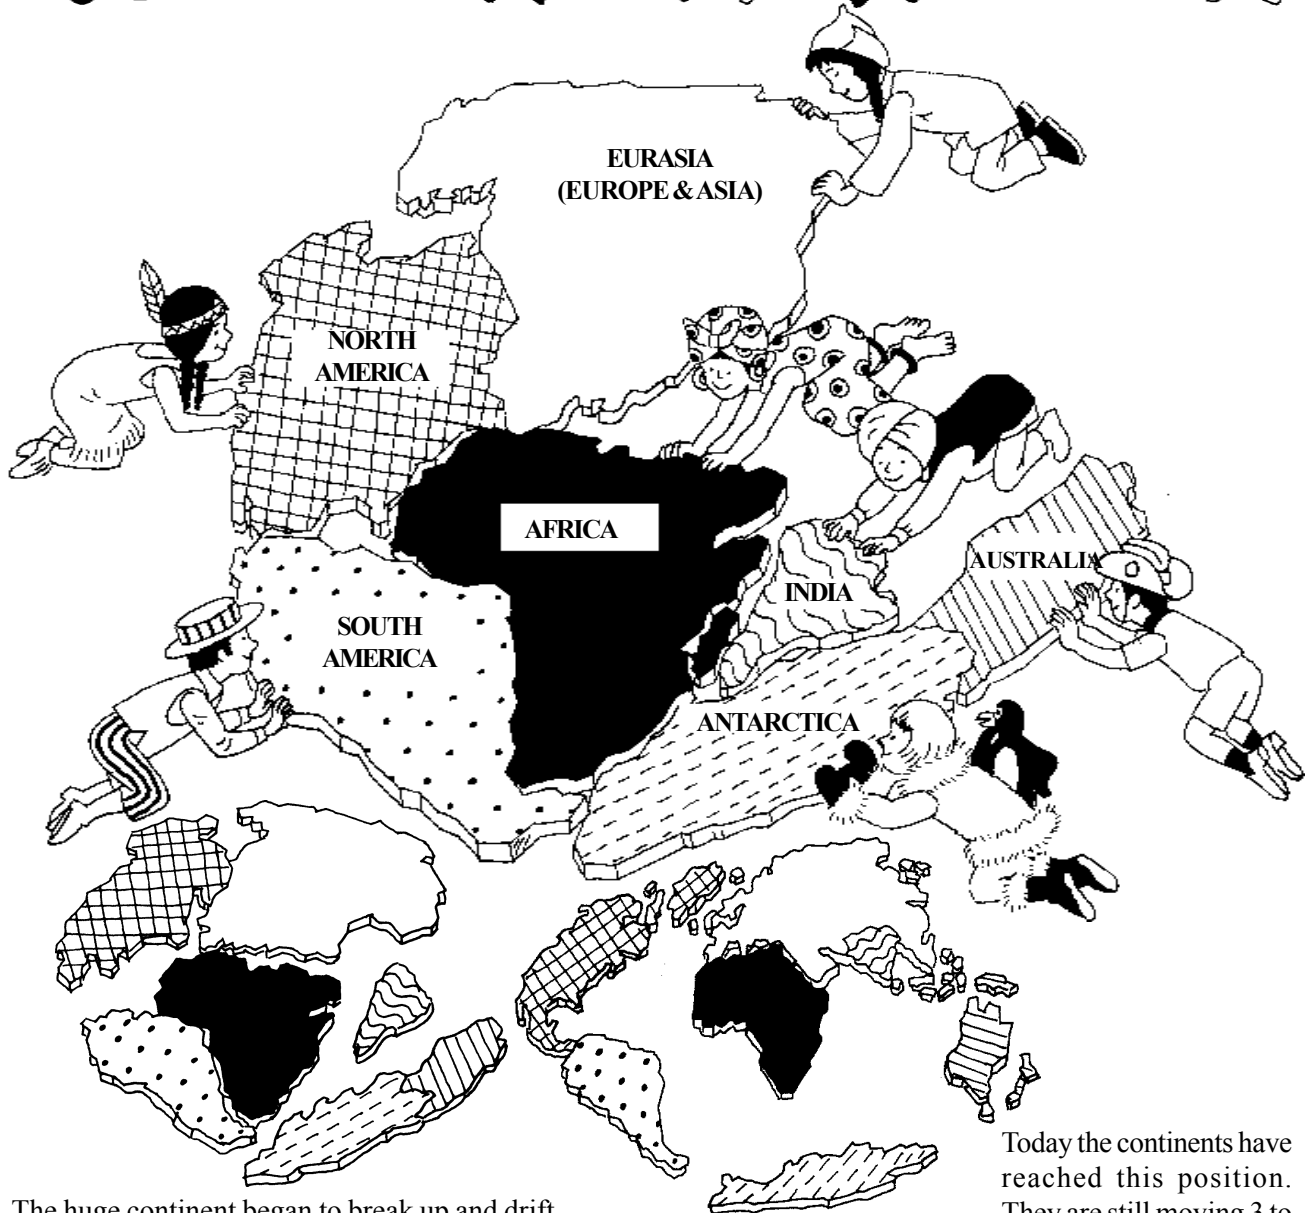 EURASIA
(EUROPE & ASIA)
NORTH
AMERICA
AFRICA
AUSTRALIA
INDIA
SOUTH
AMERICA
ANTARCTICA
Today the continents have
reached this position.
They are still moving 3 to
The huge continent began to break up and drift